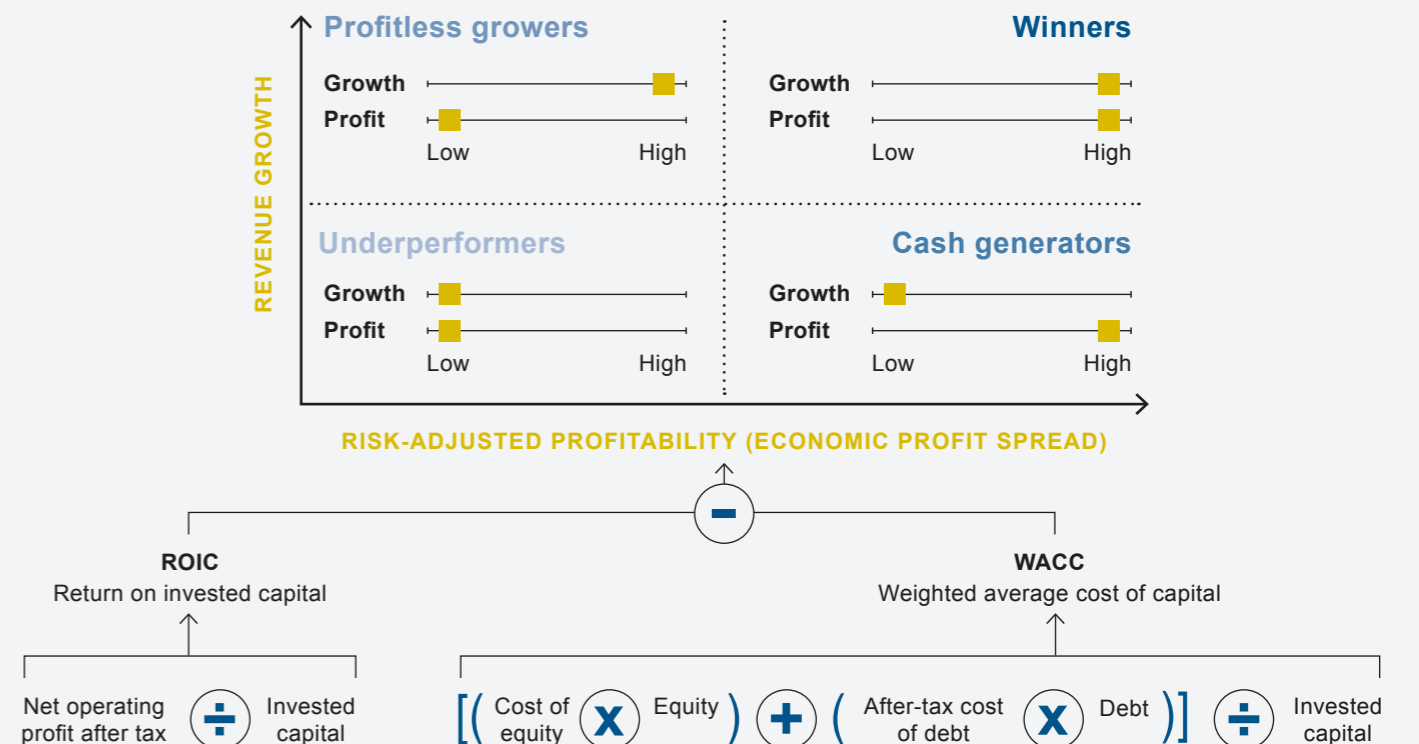 Profitless growers
Winners
REVENUE GROWTH
Growth
Profit
Low High
Growth
Profit
Low High
Underperformers
Cash generators
Growth
Profit
Low High
Growth
Profit
Low High
RISK-ADJUSTED PROFITABILITY (ECONOMIC PROFIT SPREAD)
-
ROIC
Return on invested capital
WACC
Weighted average cost of capital
Net operating
profit after tax
÷
Invested
capital
[(
Cost of
equity
X
Equity
)
+
(
After-tax cost
of debt
X
Debt
)]
÷
Invested
capital